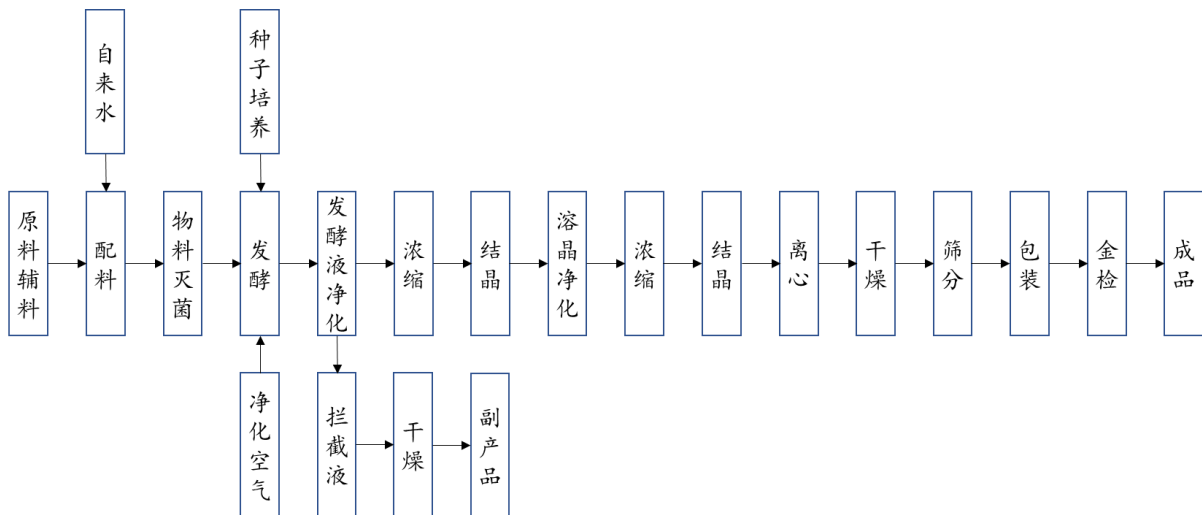 自来水
种子培养
原料辅料
配料
物料灭菌
发酵
发酵液净化
浓缩
结晶
溶晶净化
浓缩
结晶
离心
干燥
筛分
包装
金检
成品
净化空气
拦截液
干燥
副产品